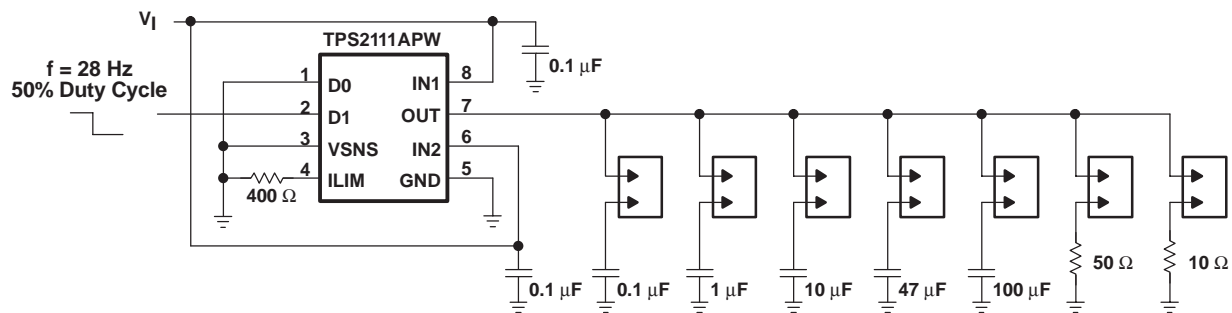 VI
TPS2111APW
0.1 µF
f = 28 Hz
50% Duty Cycle
1 D0 IN1 8
2 D1 OUT 7
3 VSNS IN2 6
4 ILIM GND 5
400 Ω
0.1 µF
0.1 µF
1 µF
10 µF
47 µF
100 µF
50 Ω
10 Ω